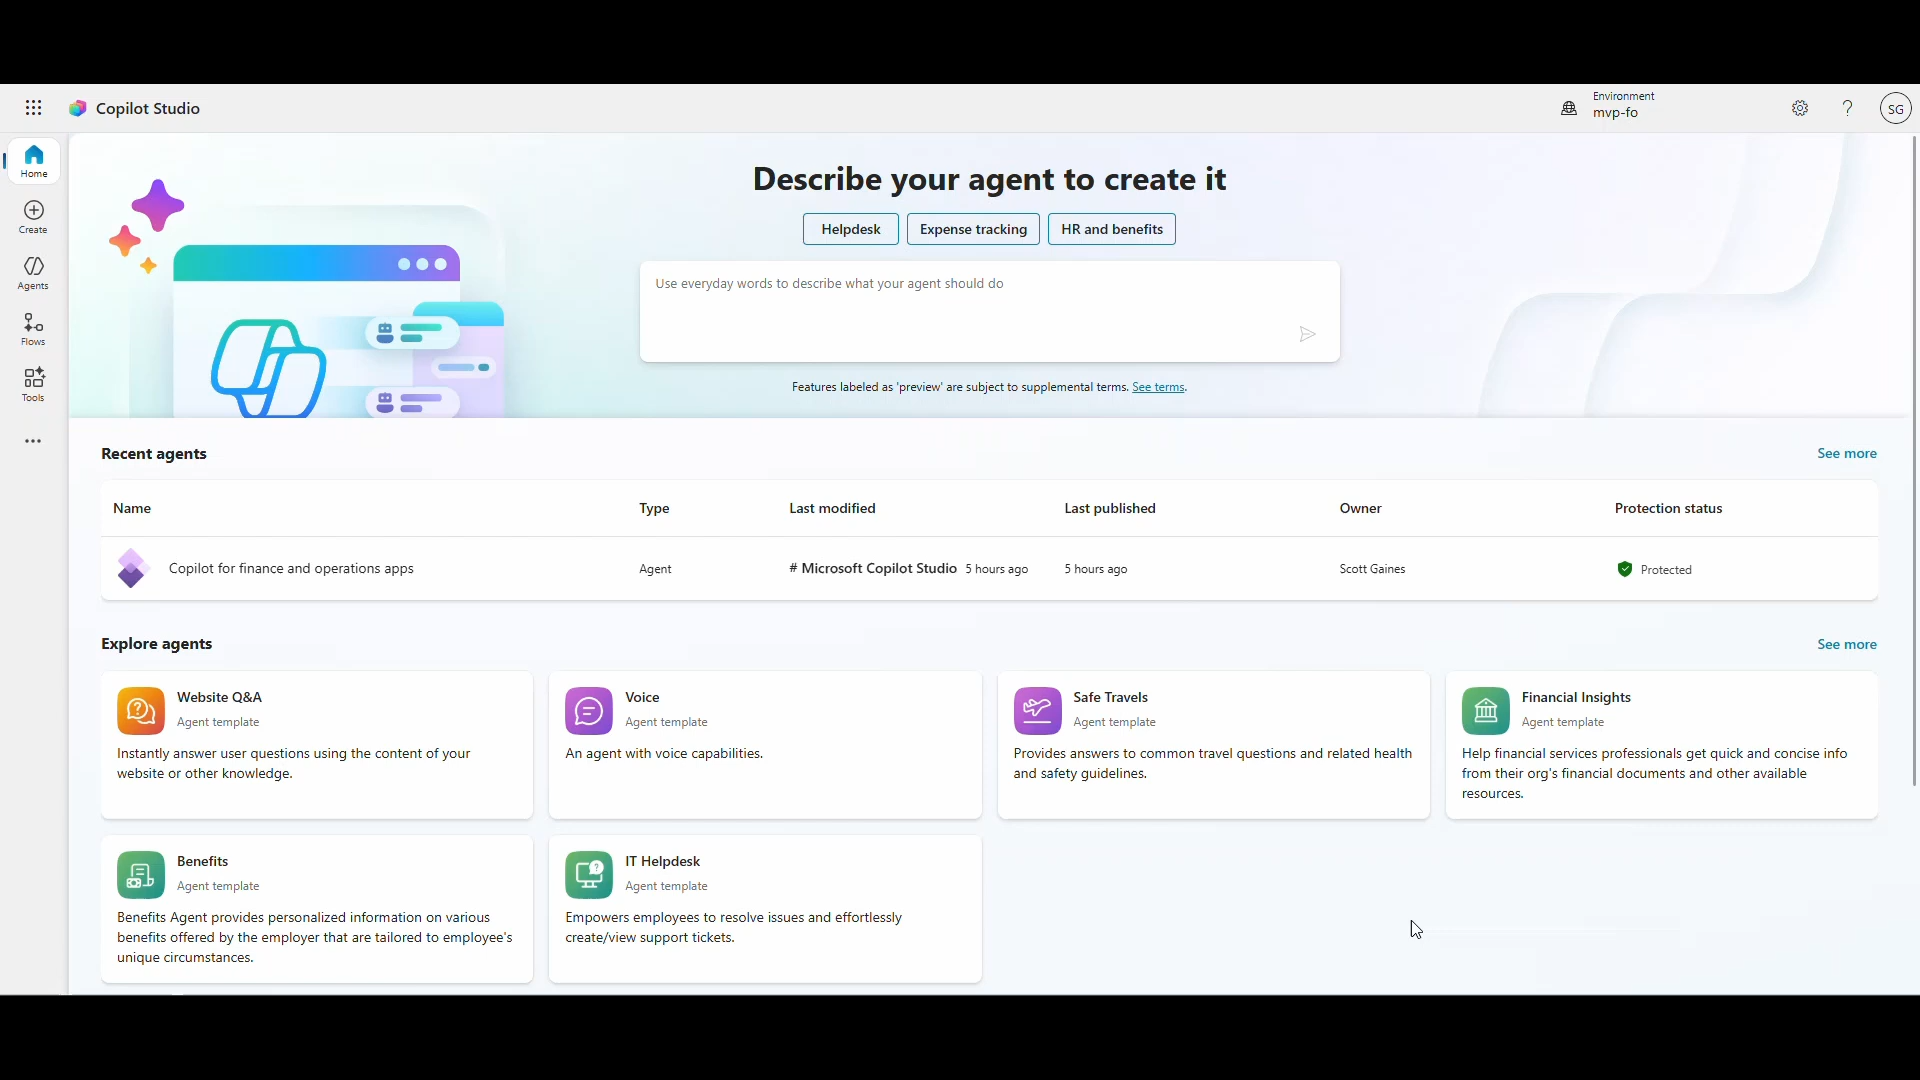 Copilot Studio
Environment
mvp-fo
SG
Home
Create
Agents
Flows
Tools
Describe your agent to create it
Helpdesk
Expense tracking
HR and benefits
Use everyday words to describe what your agent should do
Features labeled as 'preview' are subject to supplemental terms. See terms.
Recent agents
See more
Name Type Last modified Last published Owner Protection status
Copilot for finance and operations apps Agent # Microsoft Copilot Studio 5 hours ago 5 hours ago Scott Gaines Protected
Explore agents
See more
Website Q&A
Agent template
Instantly answer user questions using the content of your
website or other knowledge.
Voice
Agent template
An agent with voice capabilities.
Safe Travels
Agent template
Provides answers to common travel questions and related health
and safety guidelines.
Financial Insights
Agent template
Help financial services professionals get quick and concise info
from their org's financial documents and other available
resources.
Benefits
Agent template
Benefits Agent provides personalized information on various
benefits offered by the employer that are tailored to employee's
unique circumstances.
IT Helpdesk
Agent template
Empowers employees to resolve issues and effortlessly
create/view support tickets.